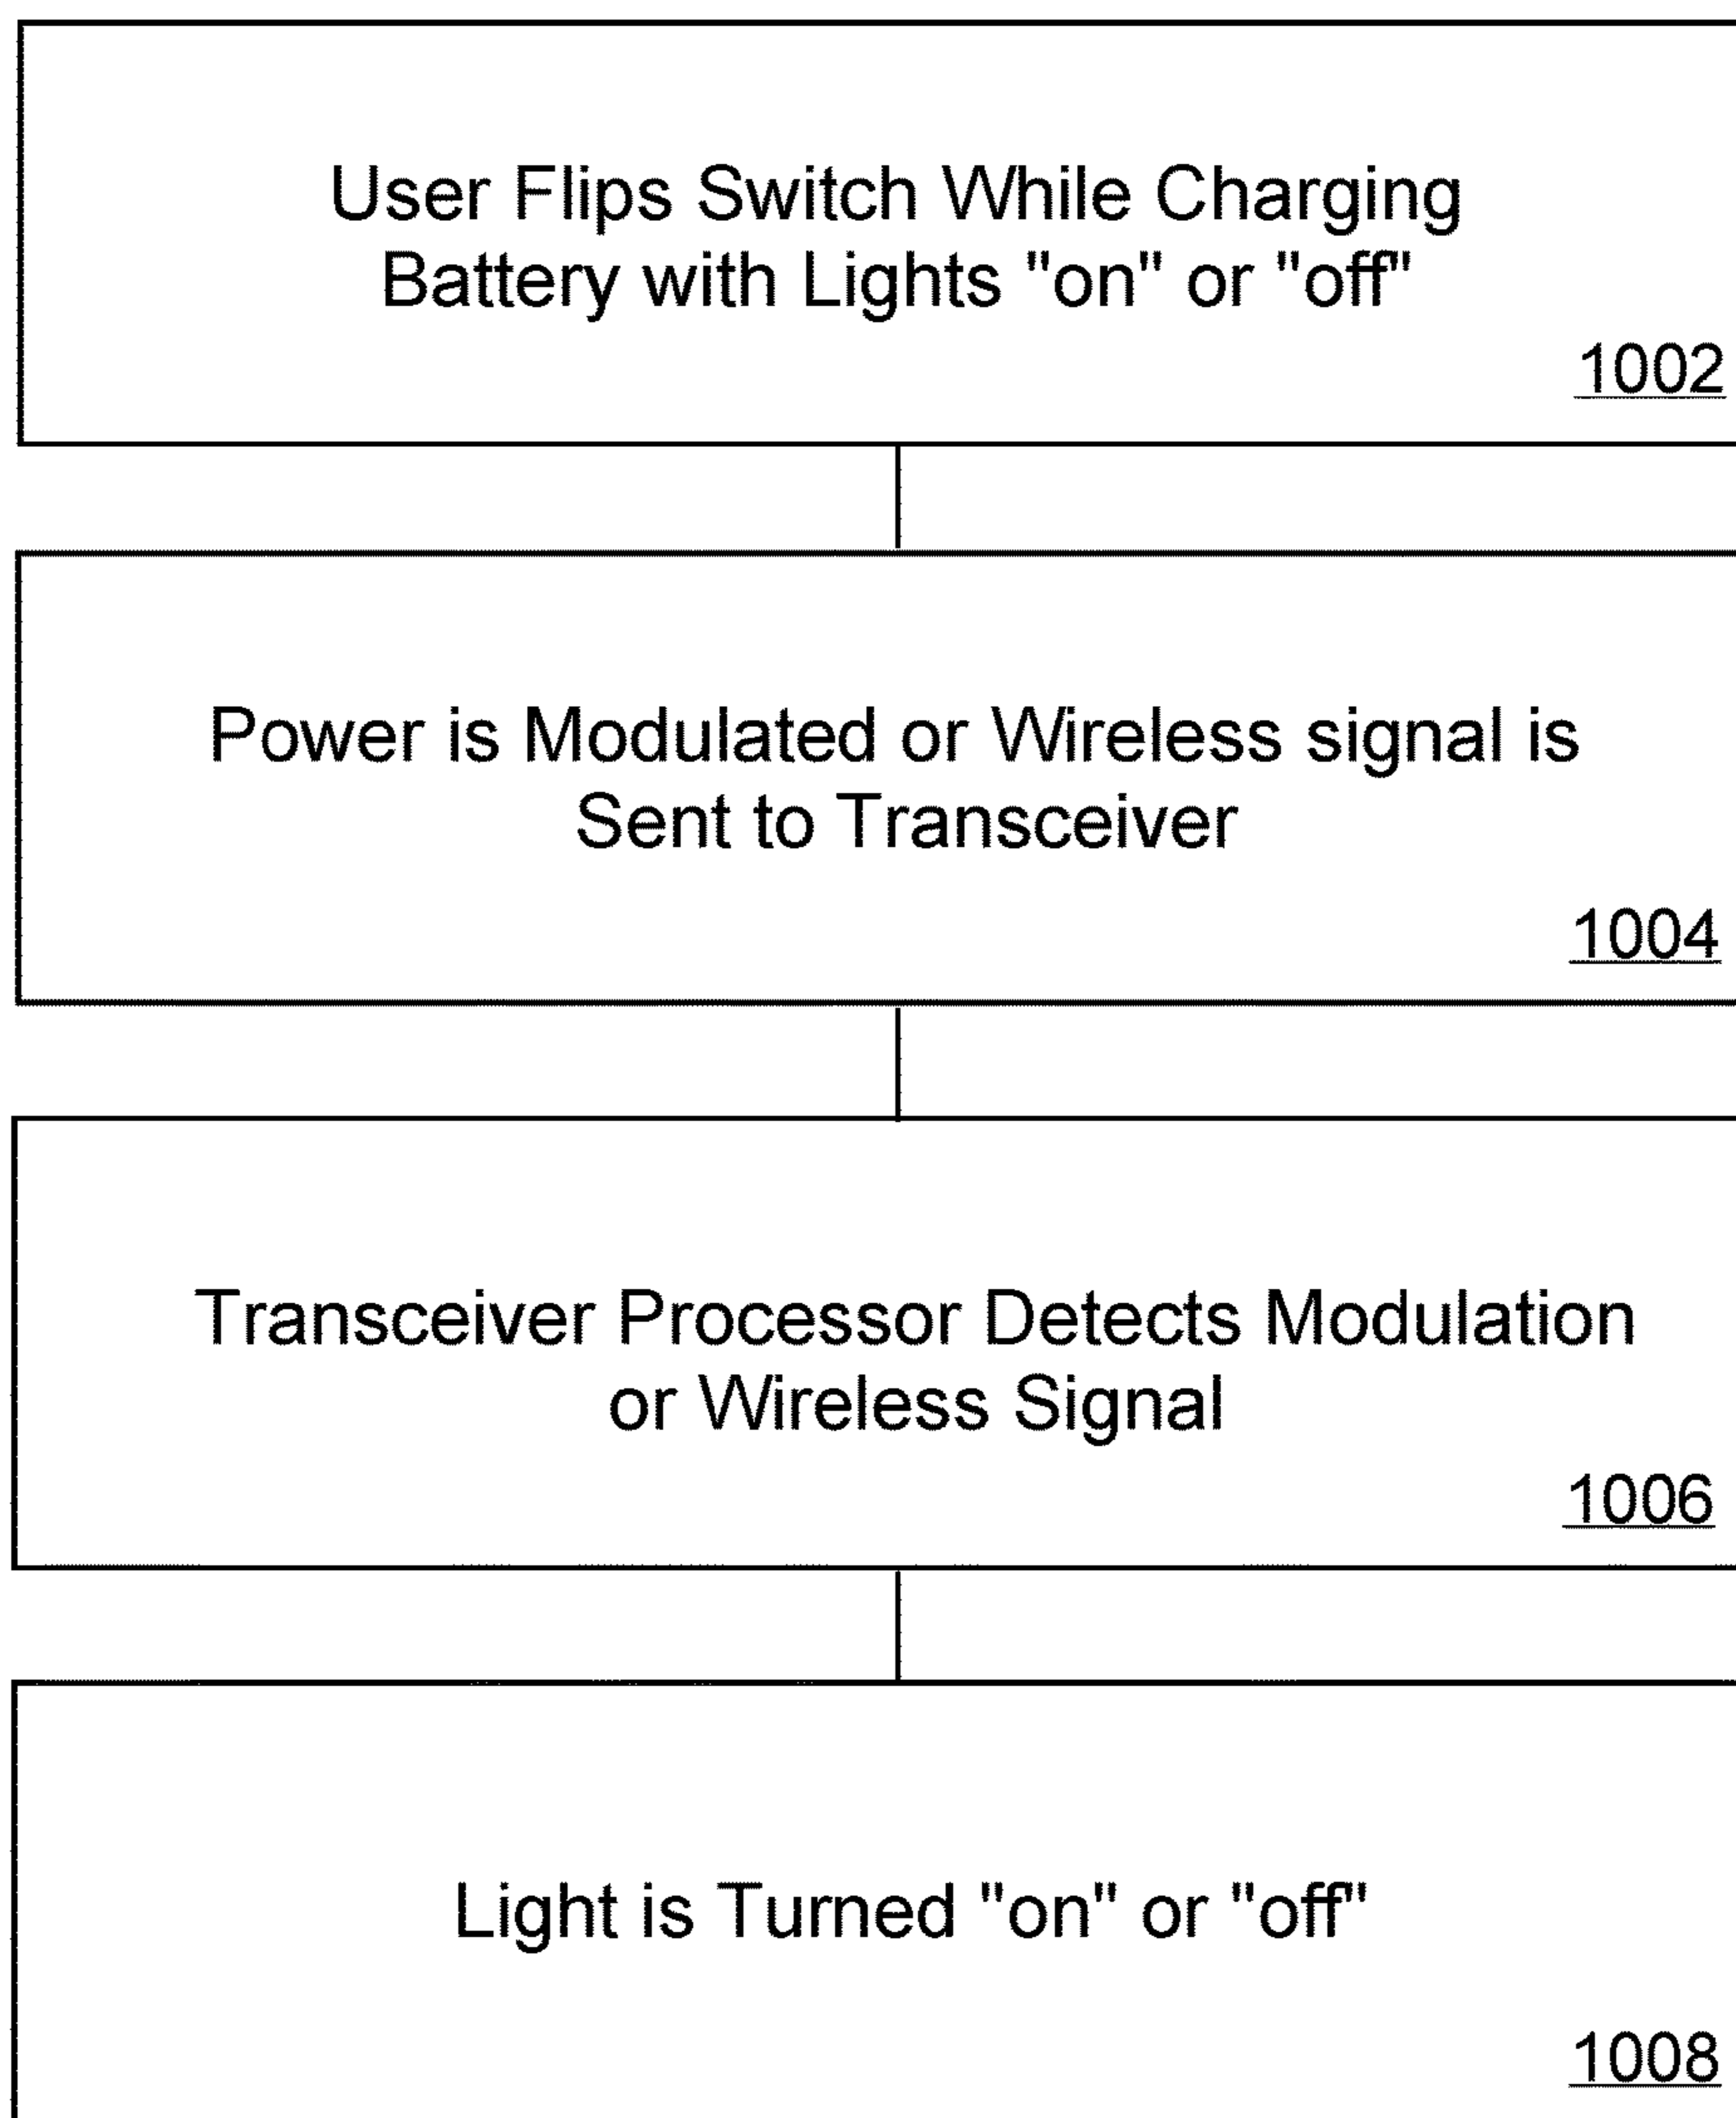 User Flips Switch While Charging
Battery with Lights "on" or "off"
1002
Power is Modulated or Wireless signal is
Sent to Transceiver
1004
Transceiver Processor Detects Modulation
or Wireless Signal
1006
Light is Turned "on" or "off"
1008